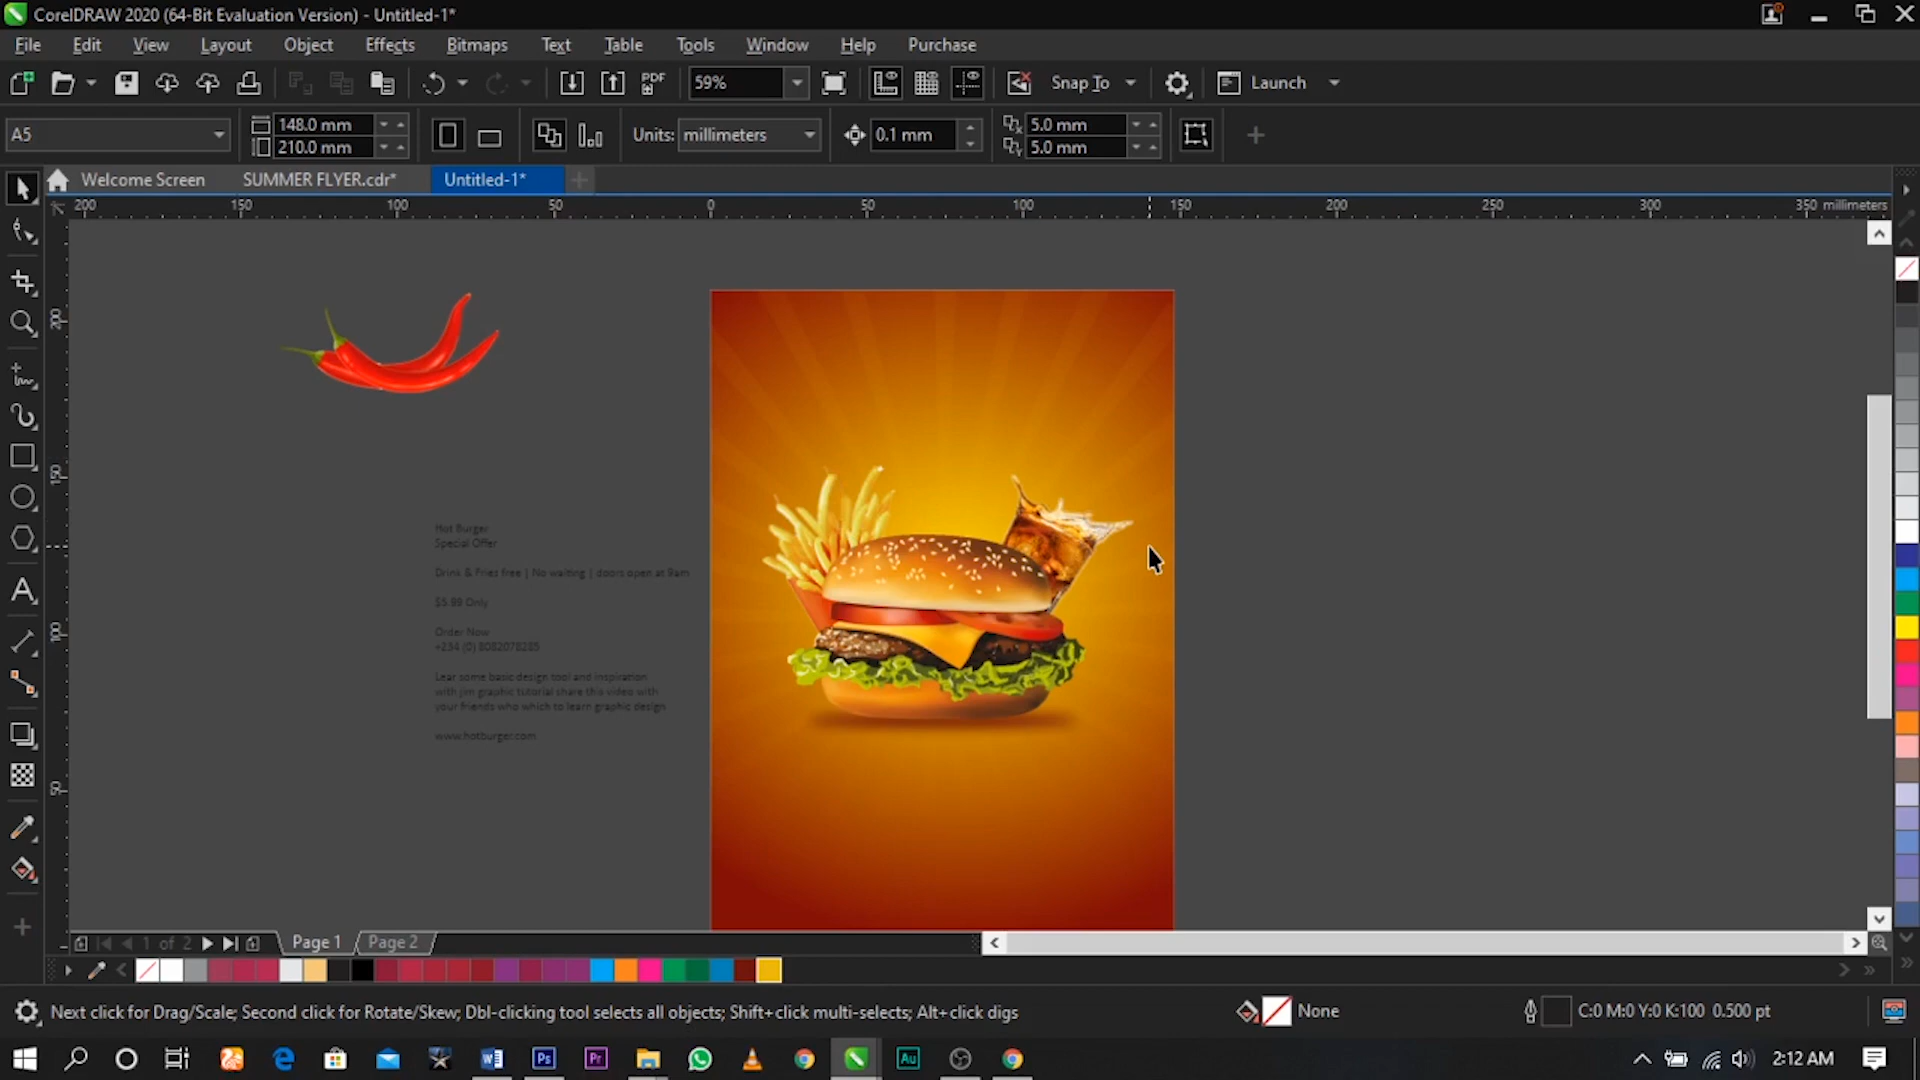 CorelDRAW 2020 (64-Bit Evaluation Version) - Untitled-1*
File Edit View Layout Object Effects Bitmaps Text Table Tools Window Help Purchase
PDF 59% Snap To Launch
A5 148.0 mm 210.0 mm Units: millimeters 0.1 mm 5.0 mm 5.0 mm
Welcome Screen SUMMER FLYER.cdr* Untitled-1*
200 150 100 50 0 50 100 150 200 250 300 350 millimeters
200
150
100
50
Hot Burger
Special Offer
Drink & Fries free | No waiting | doors open at 9am
$5.99 Only
Order Now
+234 (0) 8082078285
Lear some basic design tool and inspiration
with jim graphic tutorial share this video with
your friends who which to learn graphic design
www.hotburger.com
1 of 2 Page 1 Page 2
Next click for Drag/Scale; Second click for Rotate/Skew; Dbl-clicking tool selects all objects; Shift+click multi-selects; Alt+click digs
None
C:0 M:0 Y:0 K:100 0.500 pt
Ps Pr Au
2:12 AM